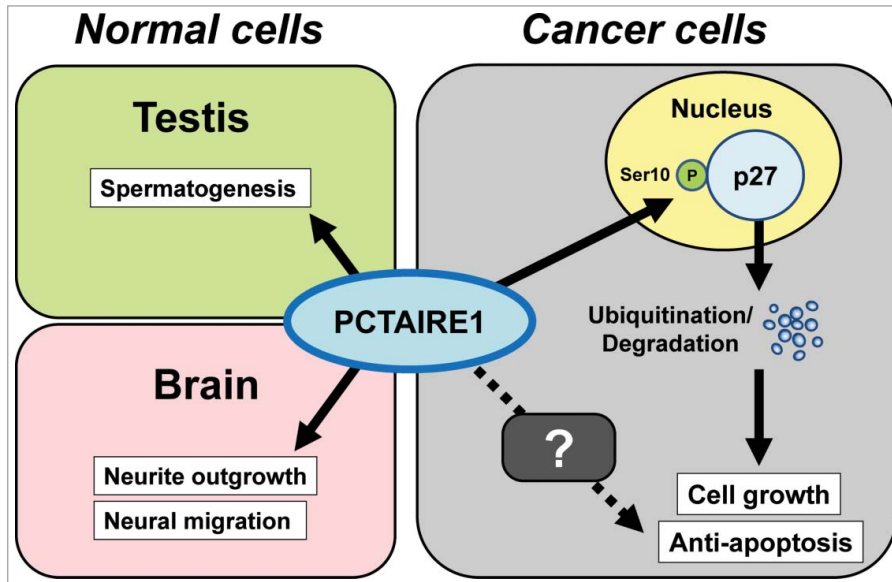 Normal cells
Cancer cells
Testis
Spermatogenesis
Brain
Neurite outgrowth
Neural migration
PCTAIRE1
Nucleus
Ser10
P
p27
Ubiquitination/
Degradation
?
Cell growth
Anti-apoptosis